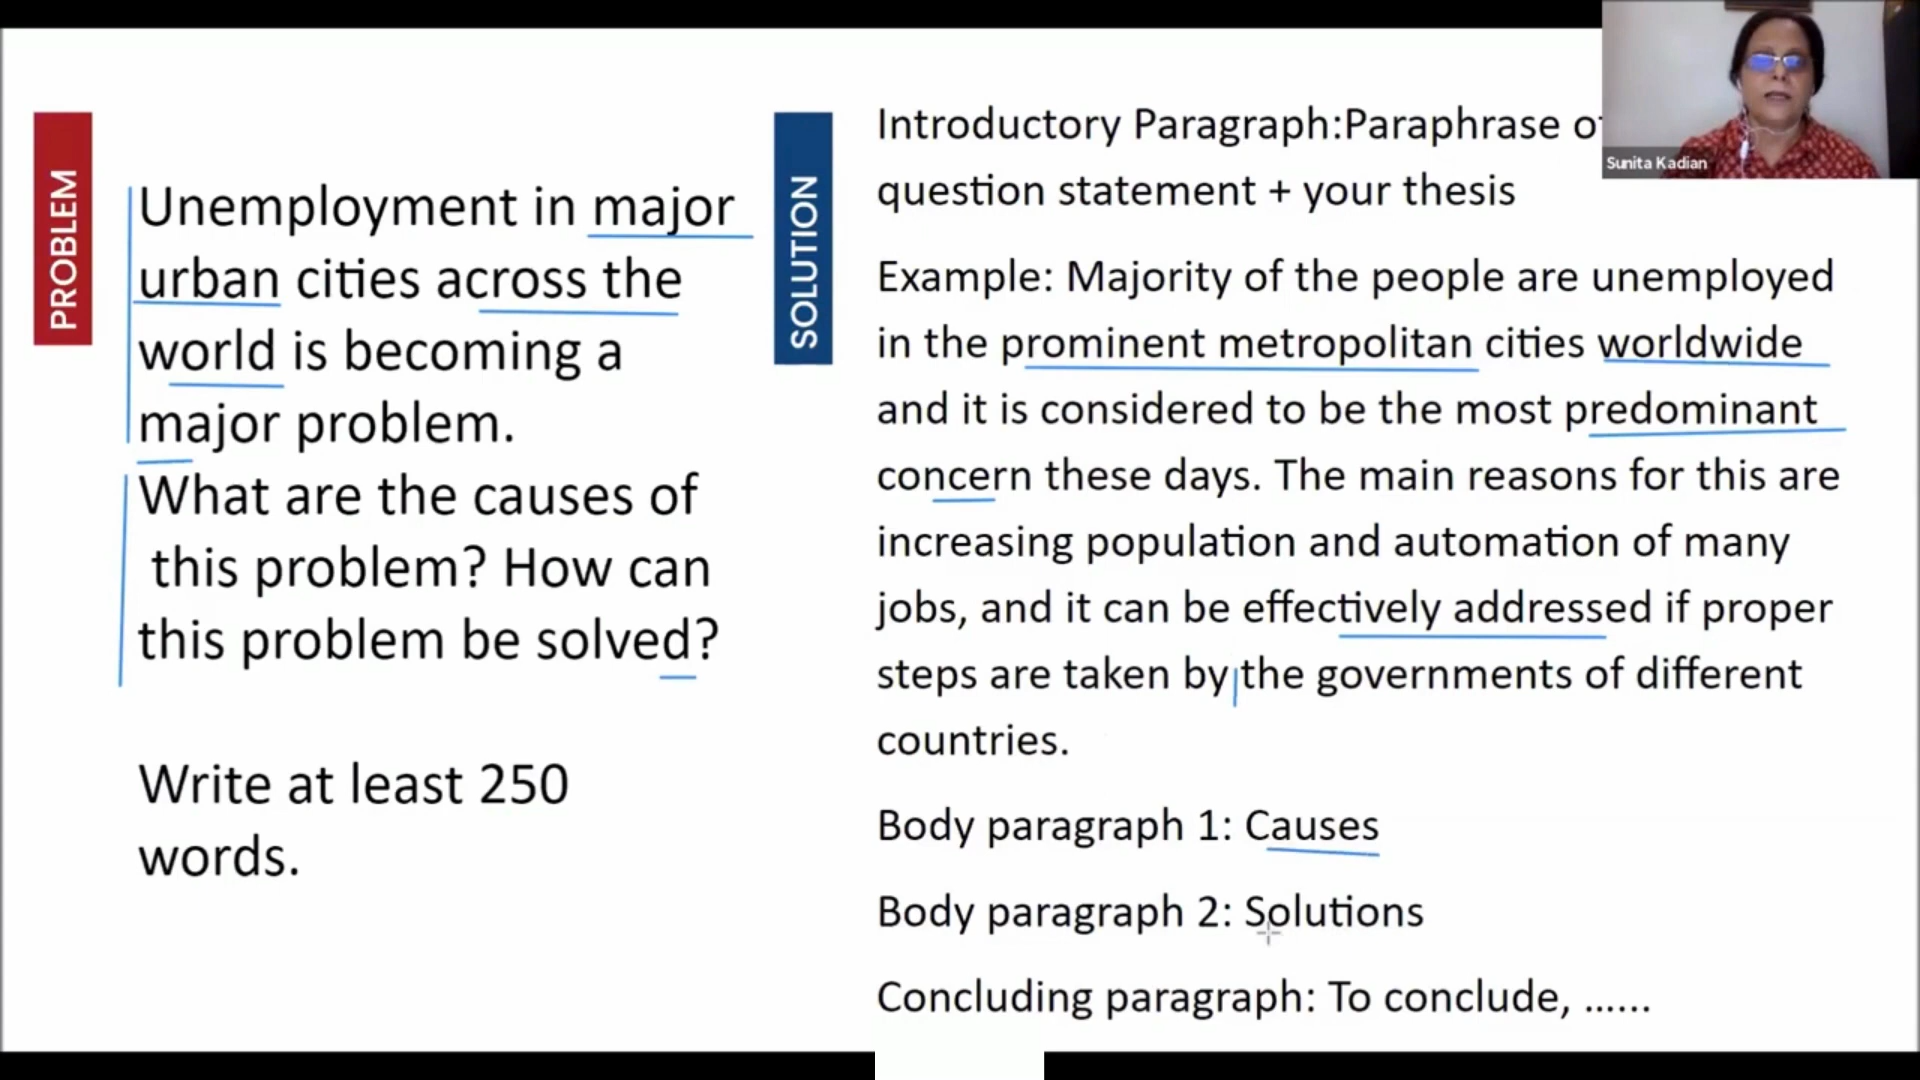 PROBLEM
Unemployment in major
urban cities across the
world is becoming a
major problem.
What are the causes of
this problem? How can
this problem be solved?
Write at least 250
words.
SOLUTION
Introductory Paragraph:Paraphrase of
question statement + your thesis
Example: Majority of the people are unemployed
in the prominent metropolitan cities worldwide
and it is considered to be the most predominant
concern these days. The main reasons for this are
increasing population and automation of many
jobs, and it can be effectively addressed if proper
steps are taken by the governments of different
countries.
Body paragraph 1: Causes
Body paragraph 2: Solutions
Concluding paragraph: To conclude, ......
Sunita Kadian